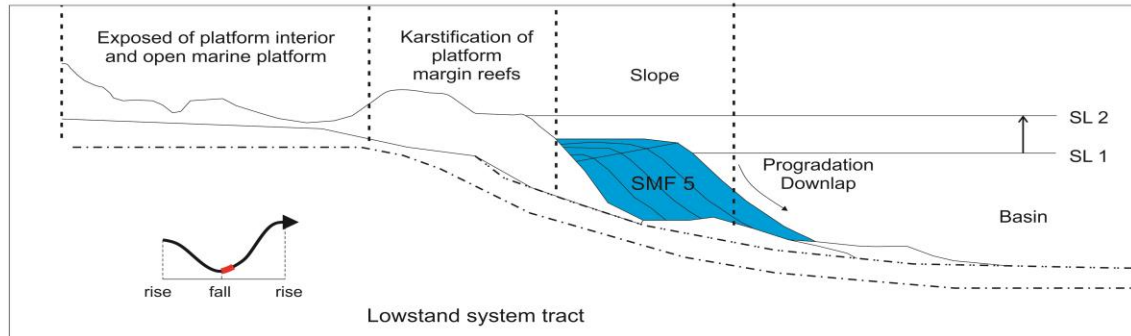 Exposed of platform interior
and open marine platform
Karstification of
platform
margin reefs
Slope
SL 2
SL 1
Progradation
Downlap
SMF 5
Basin
rise
fall
rise
Lowstand system tract